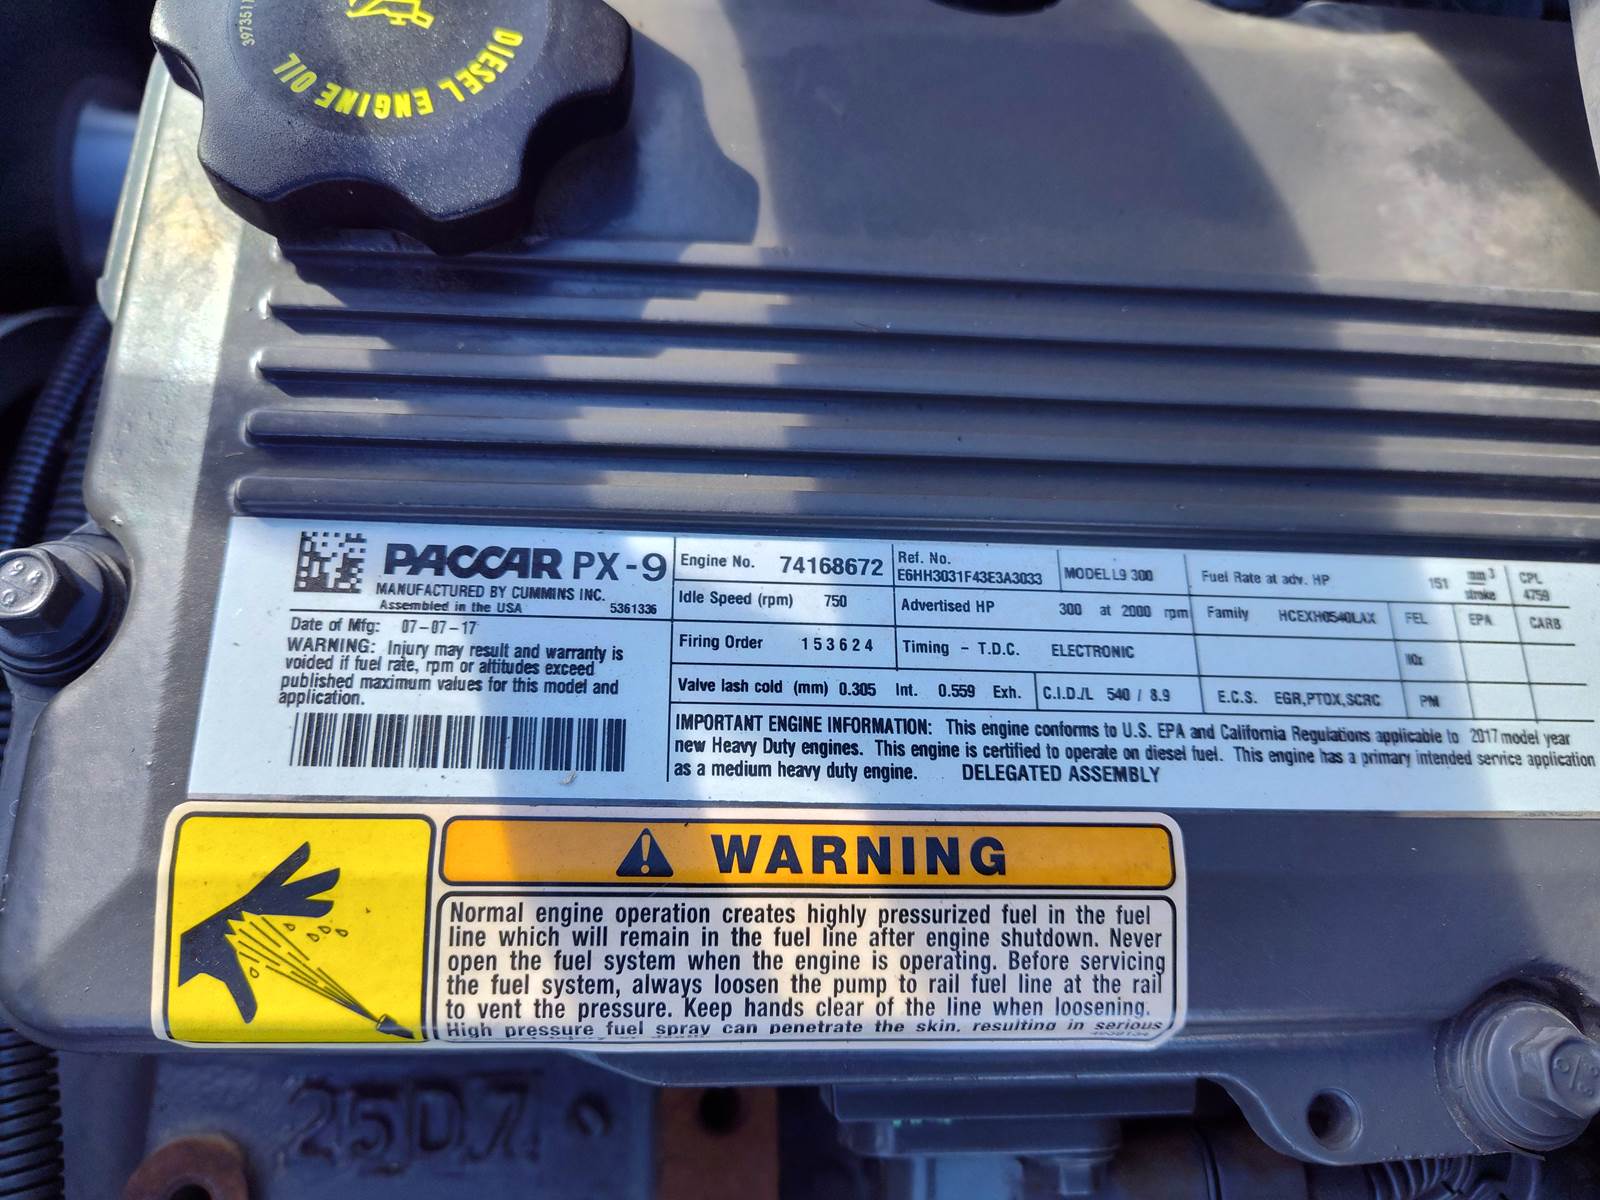 397351
DIESEL ENGINE OIL
PACCAR PX-9
MANUFACTURED BY CUMMINS INC.
Assembled in the USA 5361336
Date of Mfg: 07-07-17
WARNING: Injury may result and warranty is
voided if fuel rate, rpm or altitudes exceed
published maximum values for this model and
application.
Engine No. 74168672
Ref. No.
E6HH3031F43E3A3033
MODEL L9 300
Fuel Rate at adv. HP 151 mm3
stroke
CPL
4759
Idle Speed (rpm) 750
Advertised HP 300 at 2000 rpm
Family HCEXH0540LAX
FEL
EPA
CARB
Firing Order 1 5 3 6 2 4
Timing - T.D.C. ELECTRONIC
NOx
Valve lash cold (mm) 0.305 Int. 0.559 Exh.
C.I.D./L 540 / 8.9
E.C.S. EGR,PTOX,SCRC
PM
IMPORTANT ENGINE INFORMATION: This engine conforms to U.S. EPA and California Regulations applicable to 2017 model year
new Heavy Duty engines. This engine is certified to operate on diesel fuel. This engine has a primary intended service application
as a medium heavy duty engine. DELEGATED ASSEMBLY
WARNING
Normal engine operation creates highly pressurized fuel in the fuel
line which will remain in the fuel line after engine shutdown. Never
open the fuel system when the engine is operating. Before servicing
the fuel system, always loosen the pump to rail fuel line at the rail
to vent the pressure. Keep hands clear of the line when loosening.
High pressure fuel spray can penetrate the skin, resulting in serious
25D7